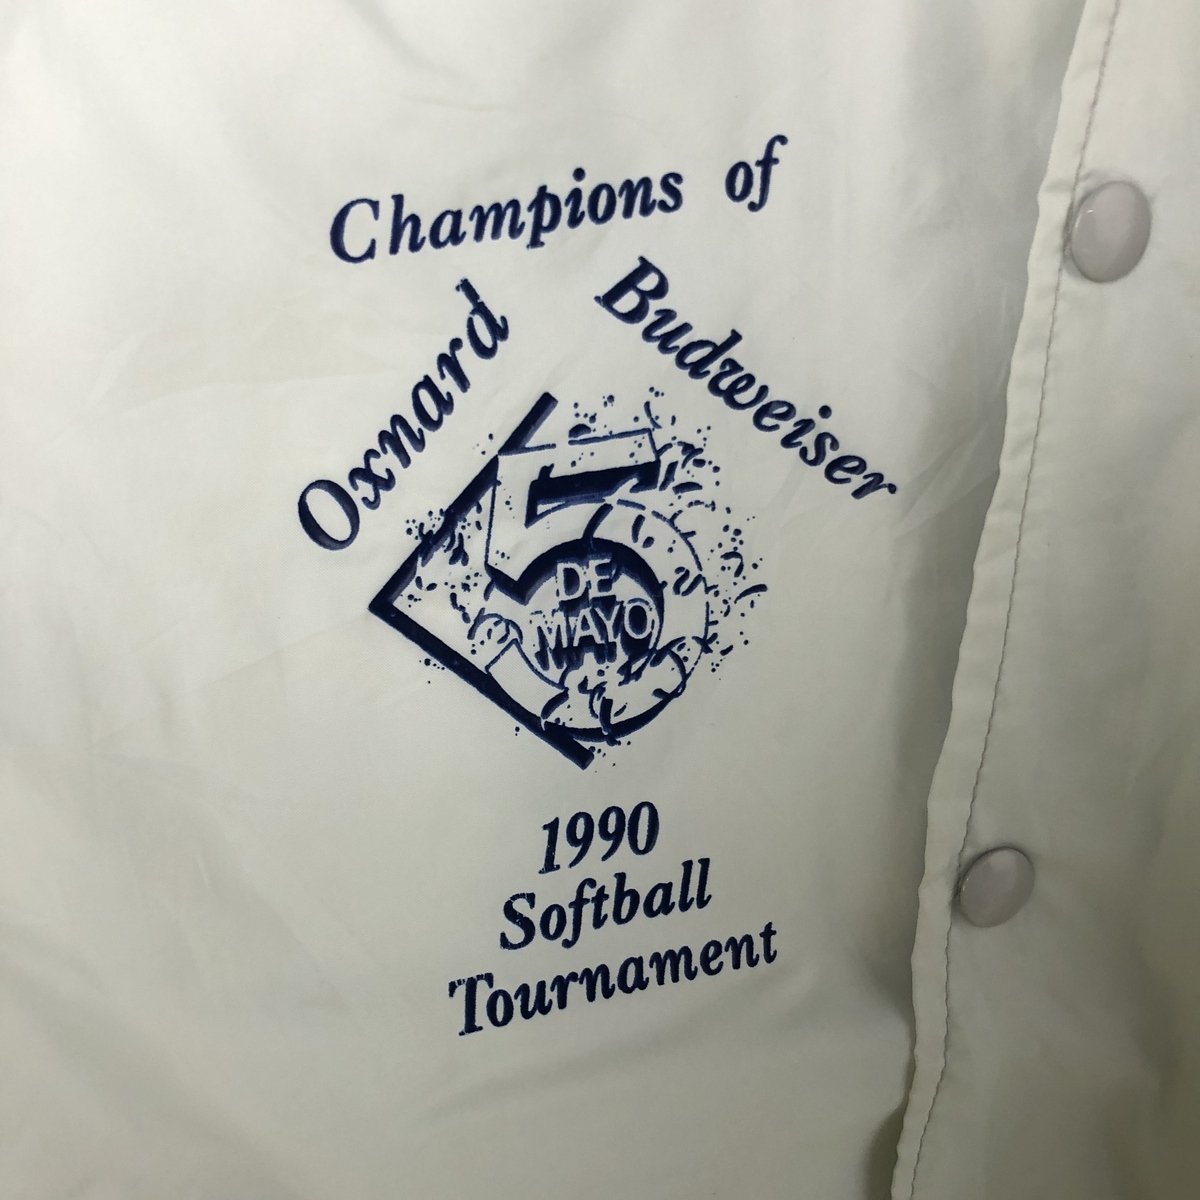 Champions of
Oxnard
Budweiser
5
DE
MAYO
1990
Softball
Tournament